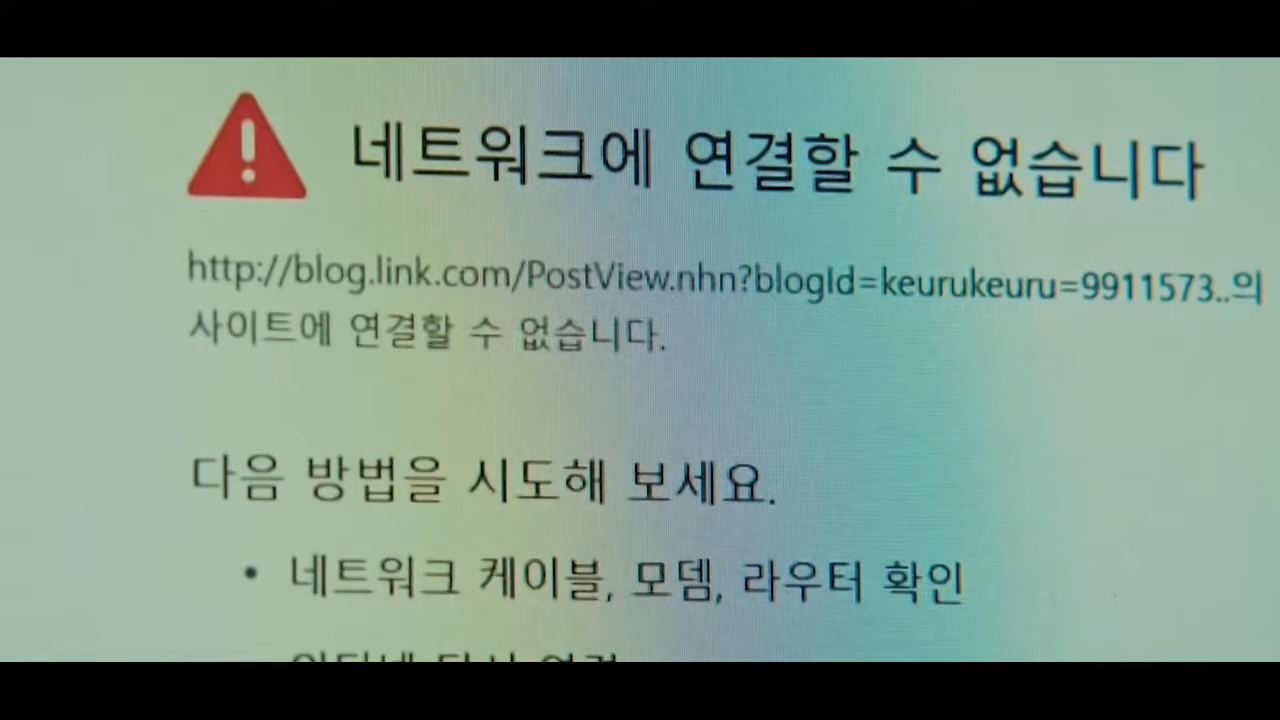 네트워크에 연결할 수 없습니다
http://blog.link.com/PostView.nhn?blogId=keurukeuru=9911573..의
사이트에 연결할 수 없습니다.
다음 방법을 시도해 보세요.
• 네트워크 케이블, 모뎀, 라우터 확인